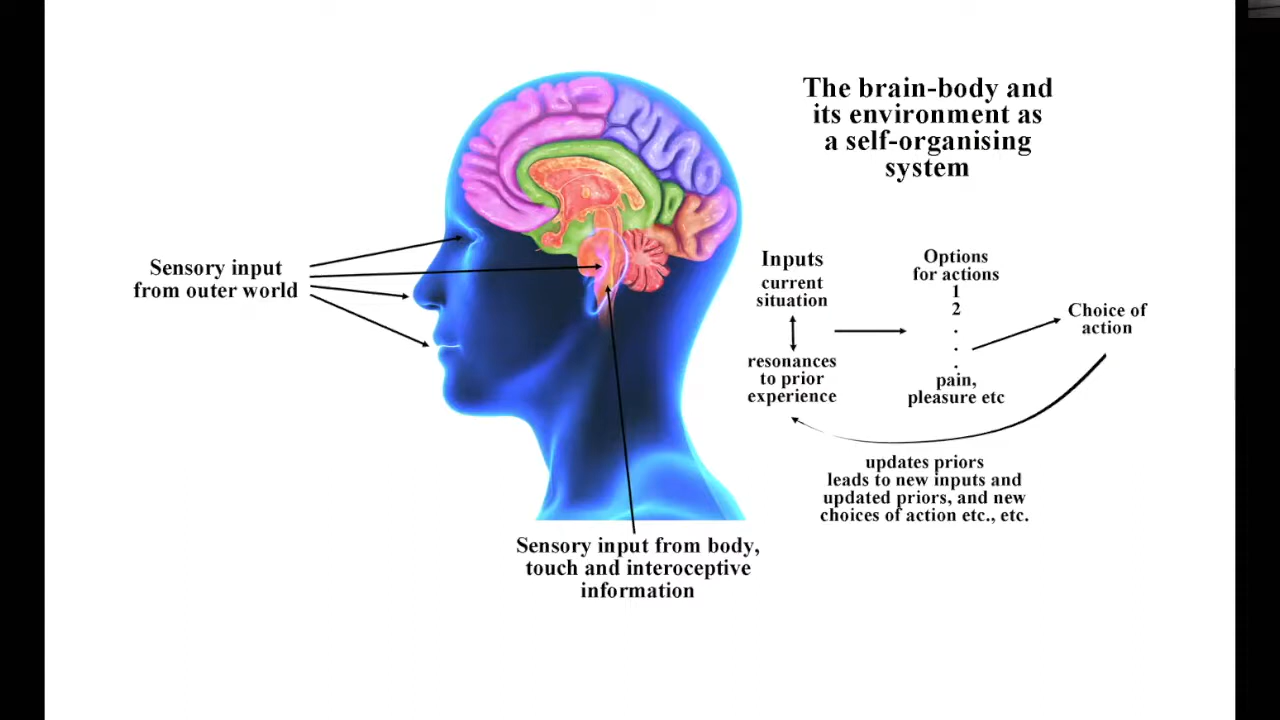 The brain-body and
its environment as
a self-organising
system
Sensory input
from outer world
Inputs
current
situation
resonances
to prior
experience
Options
for actions
1
2
.
.
.
pain,
pleasure etc
Choice of
action
updates priors
leads to new inputs and
updated priors, and new
choices of action etc., etc.
Sensory input from body,
touch and interoceptive
information